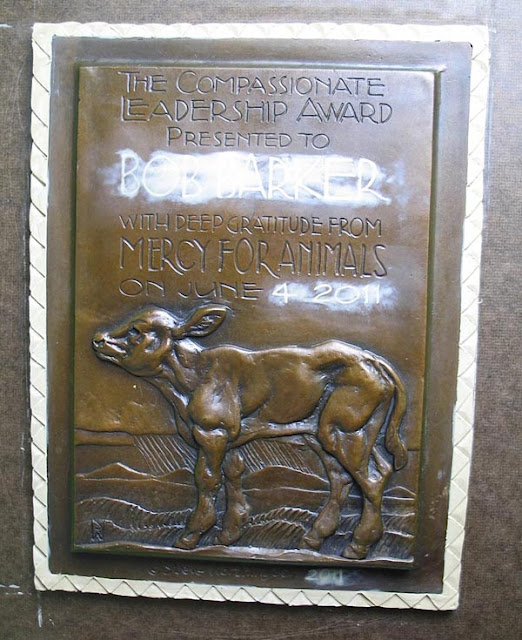 THE COMPASSIONATE
LEADERSHIP AWARD
PRESENTED TO
BOB BARKER
WITH DEEP GRATITUDE FROM
MERCY FOR ANIMALS
ON JUNE 4 2011
2011